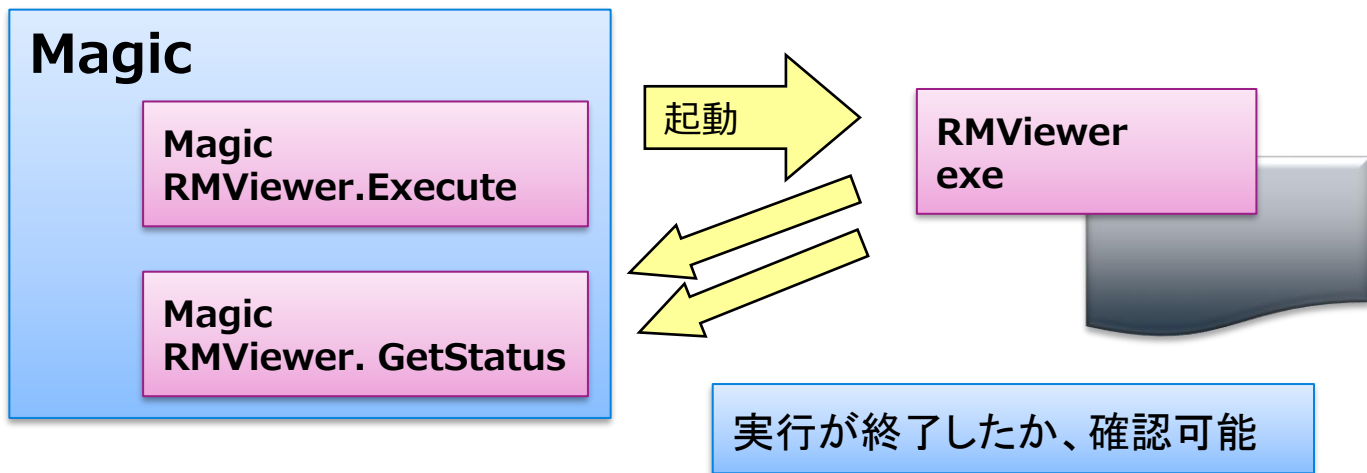 Magic
Magic
RMViewer.Execute
起動
RMViewer
exe
Magic
RMViewer. GetStatus
実行が終了したか、確認可能